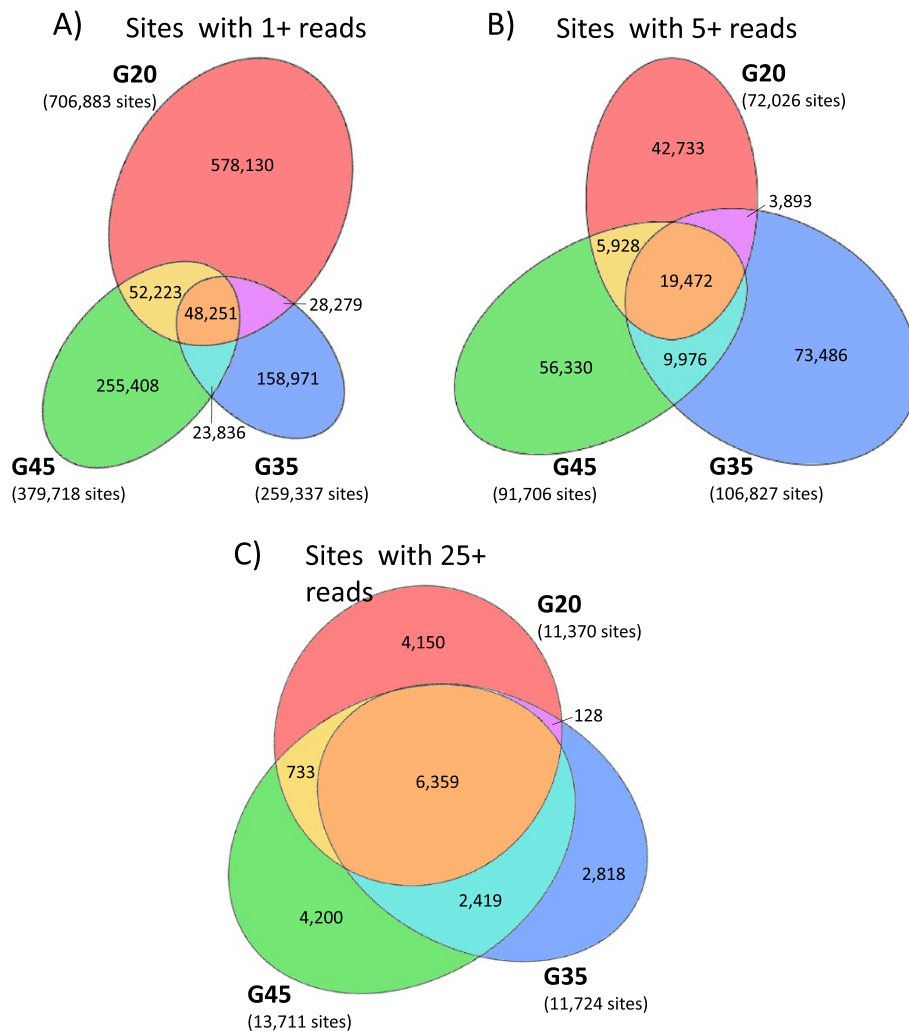 A) Sites with 1+ reads
G20
(706,883 sites)
578,130
52,223
48,251
28,279
255,408
158,971
23,836
G45
(379,718 sites)
G35
(259,337 sites)
B) Sites with 5+ reads
G20
(72,026 sites)
42,733
3,893
5,928
19,472
56,330
9,976
73,486
G45
(91,706 sites)
G35
(106,827 sites)
C) Sites with 25+
reads
G20
(11,370 sites)
4,150
128
733
6,359
2,818
2,419
4,200
G35
(11,724 sites)
G45
(13,711 sites)